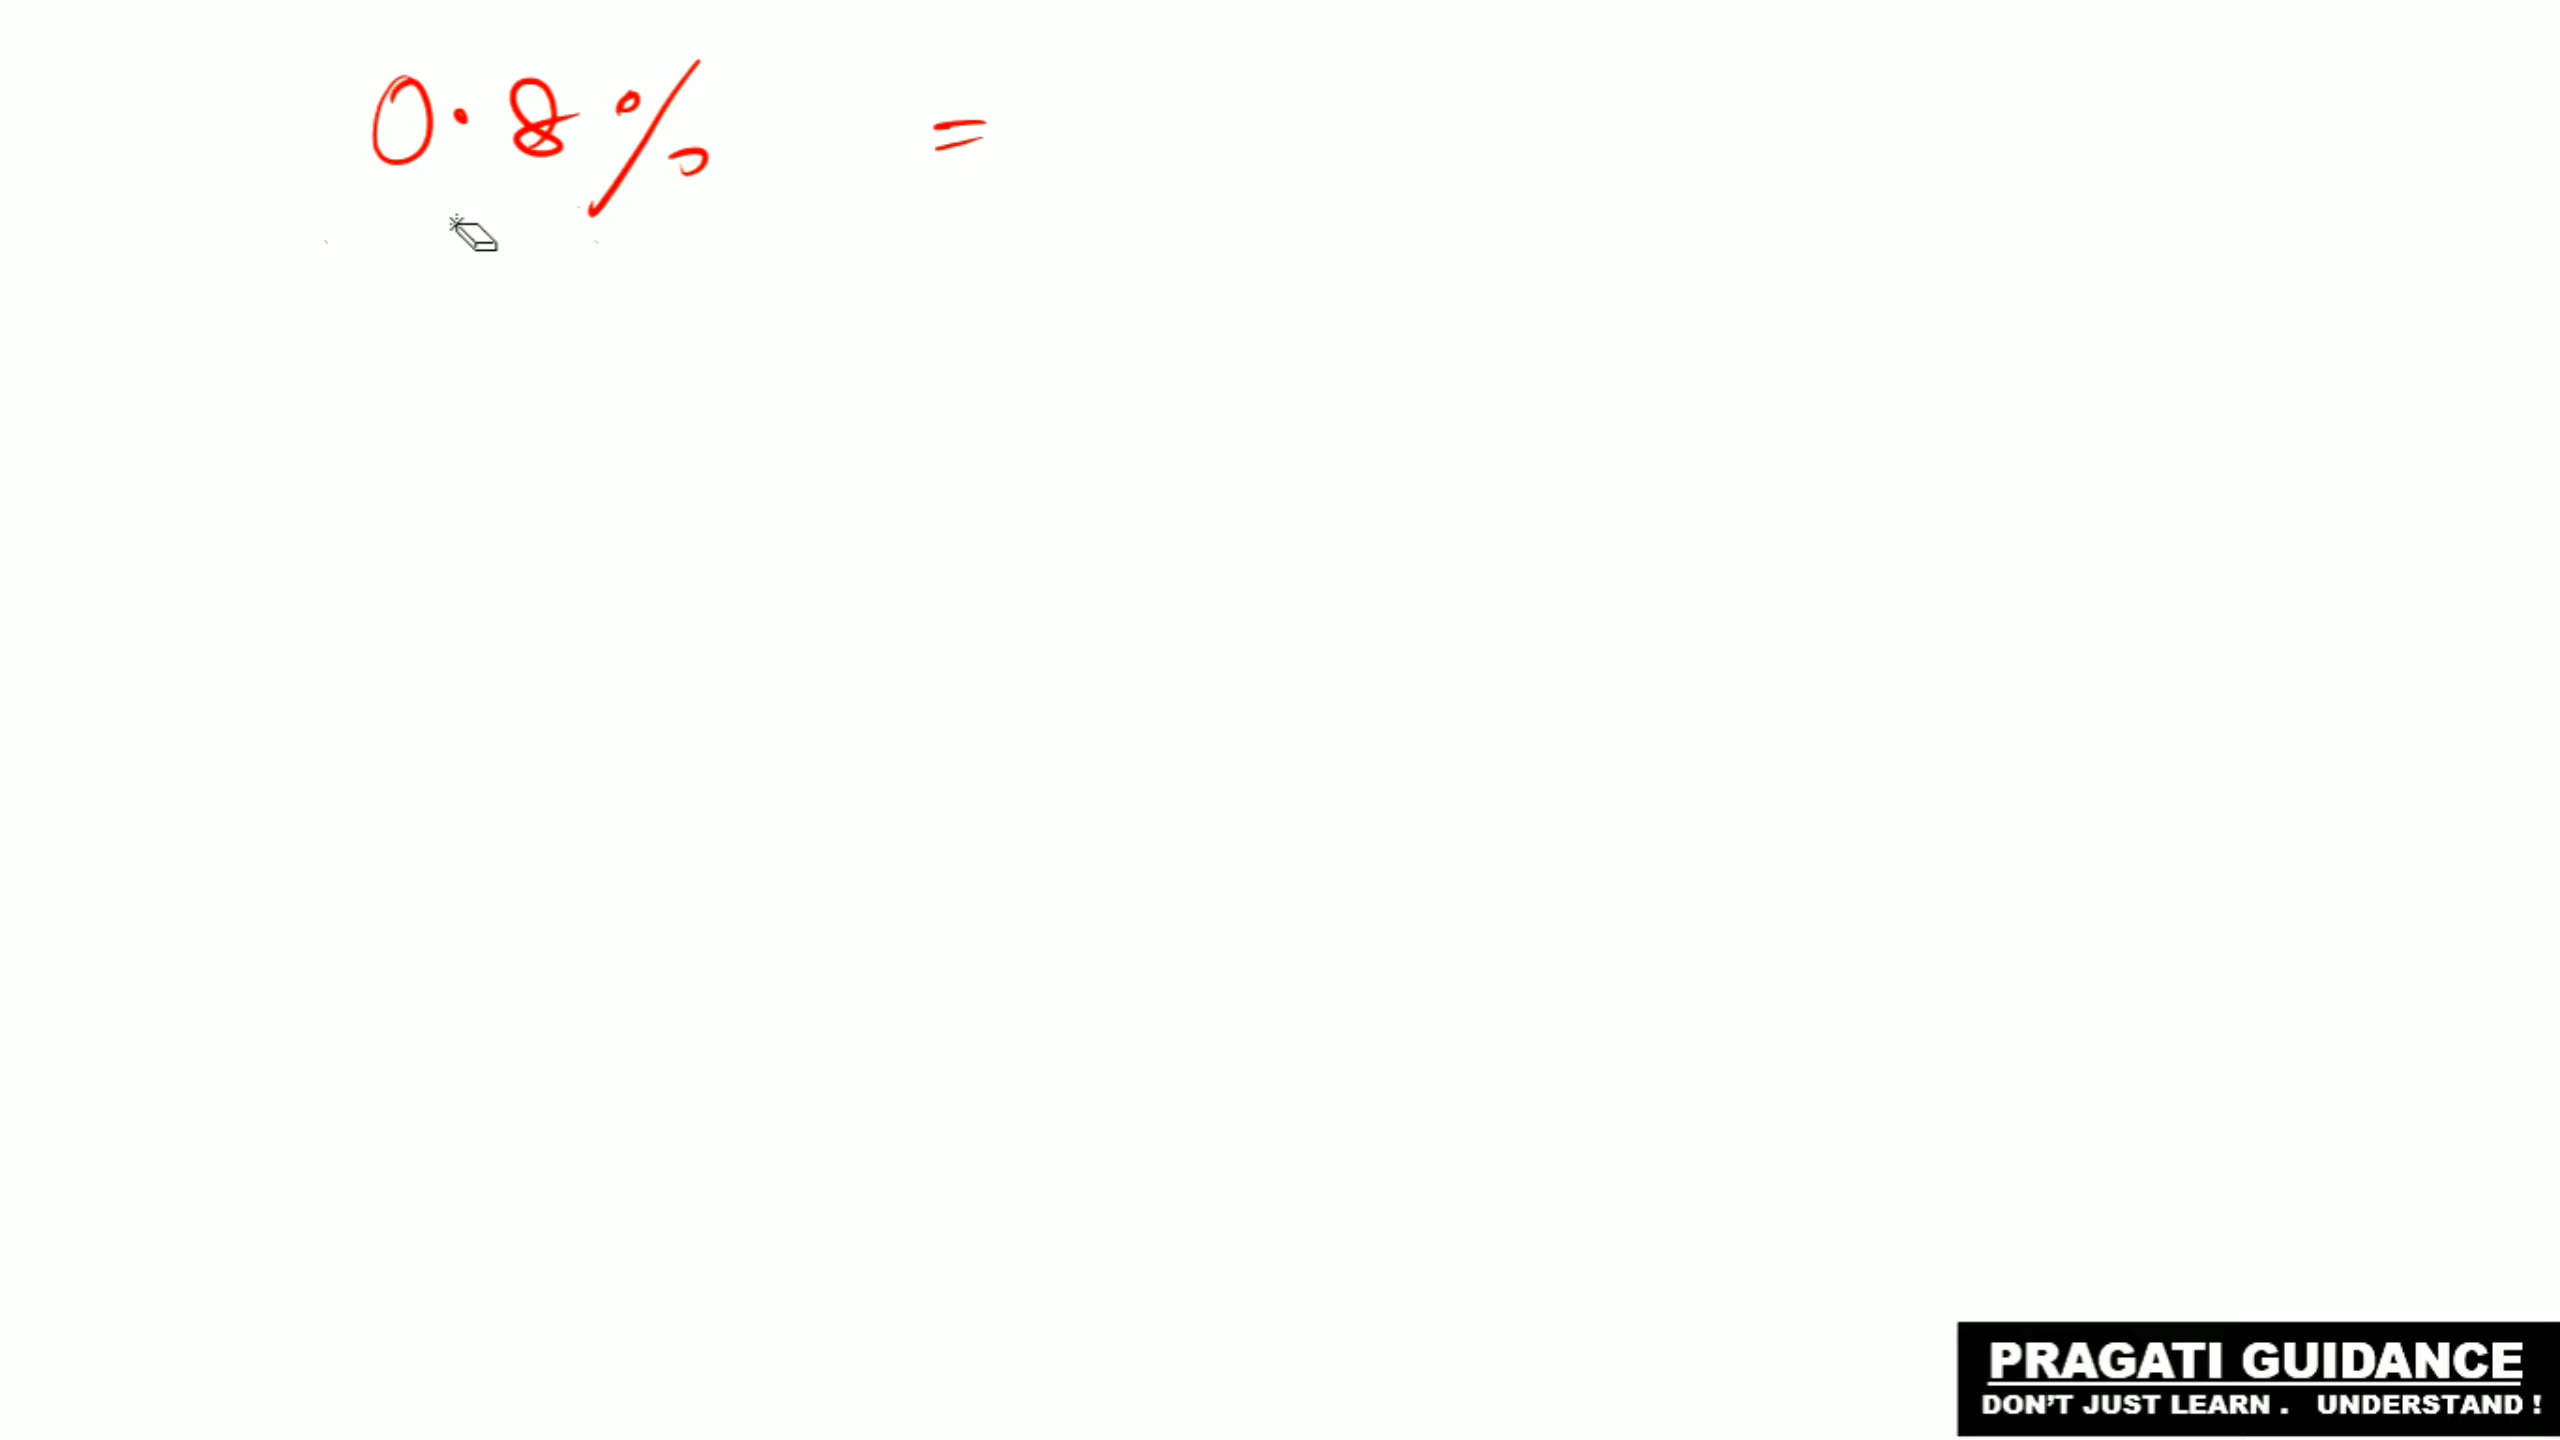 0.8% =
PRAGATI GUIDANCE
DON'T JUST LEARN . UNDERSTAND !